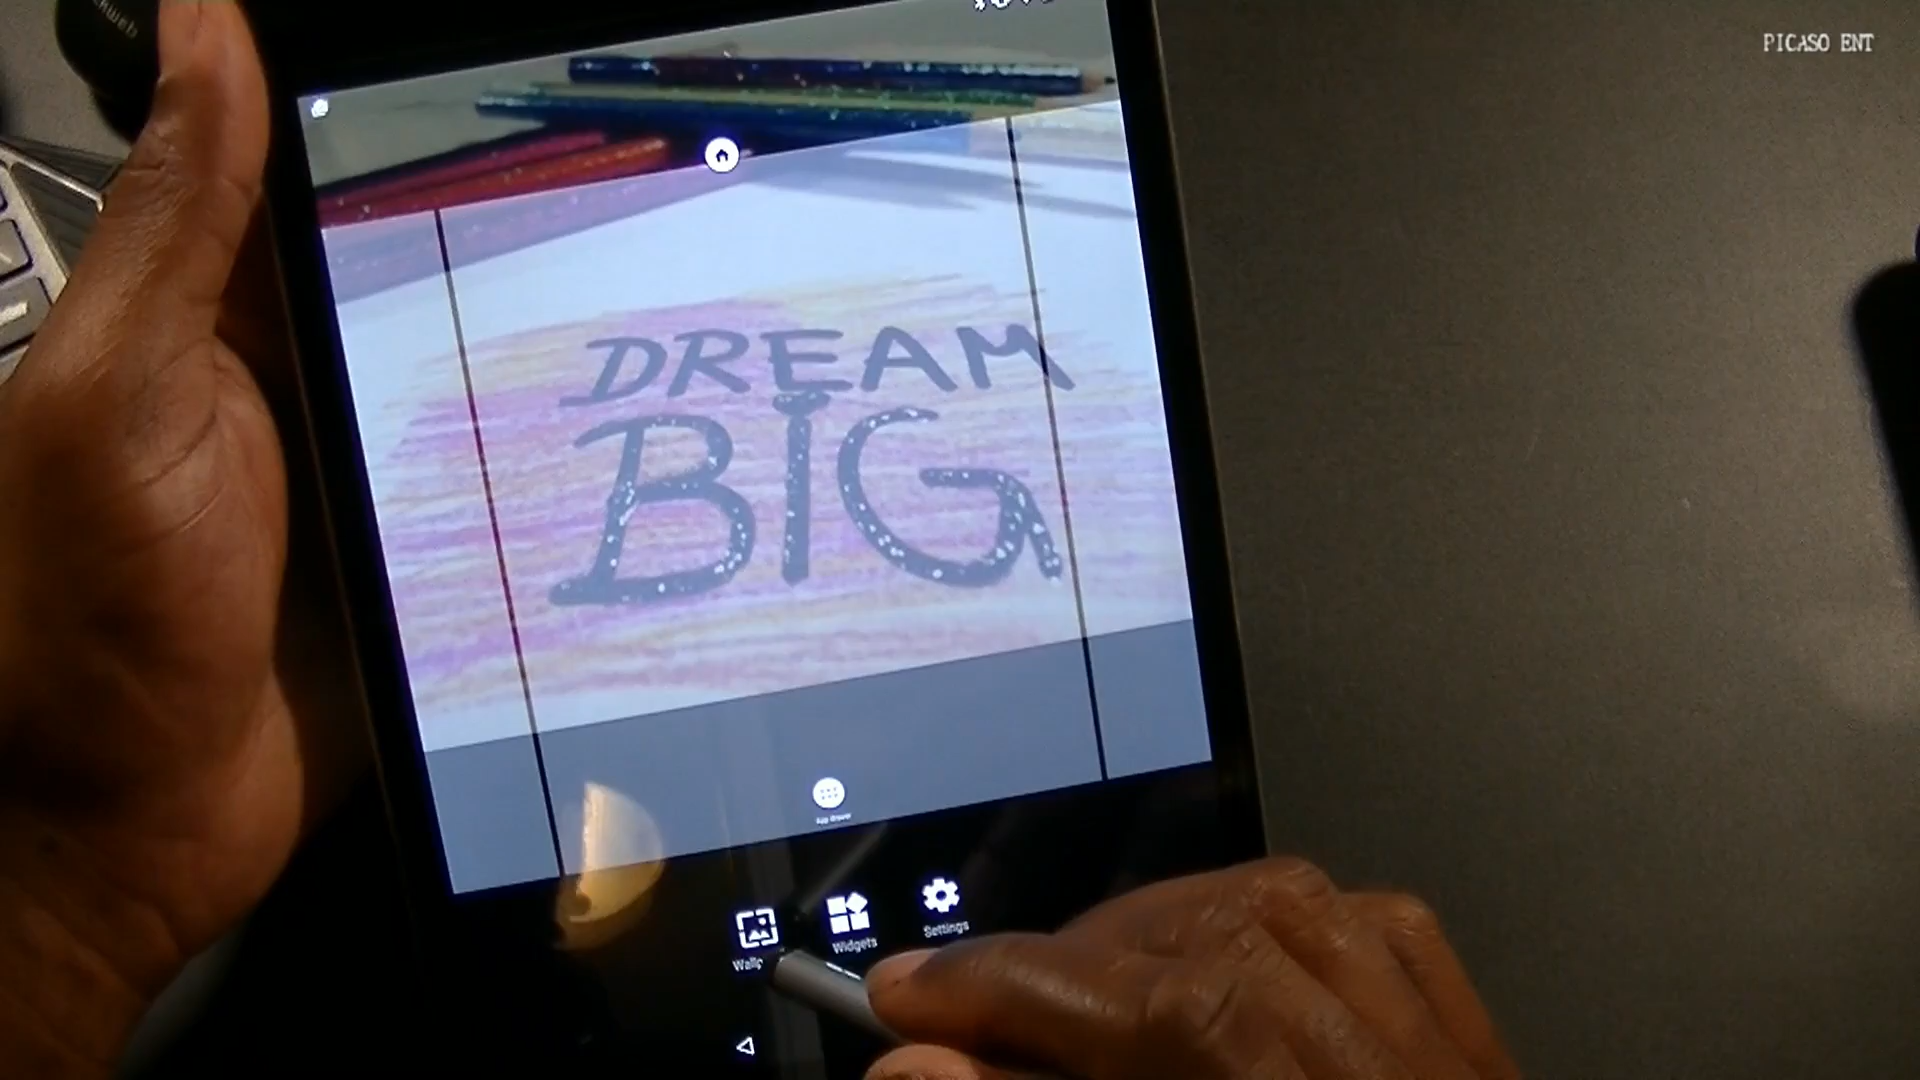 PICASO ENT
DREAM
BIG
Widgets
Settings